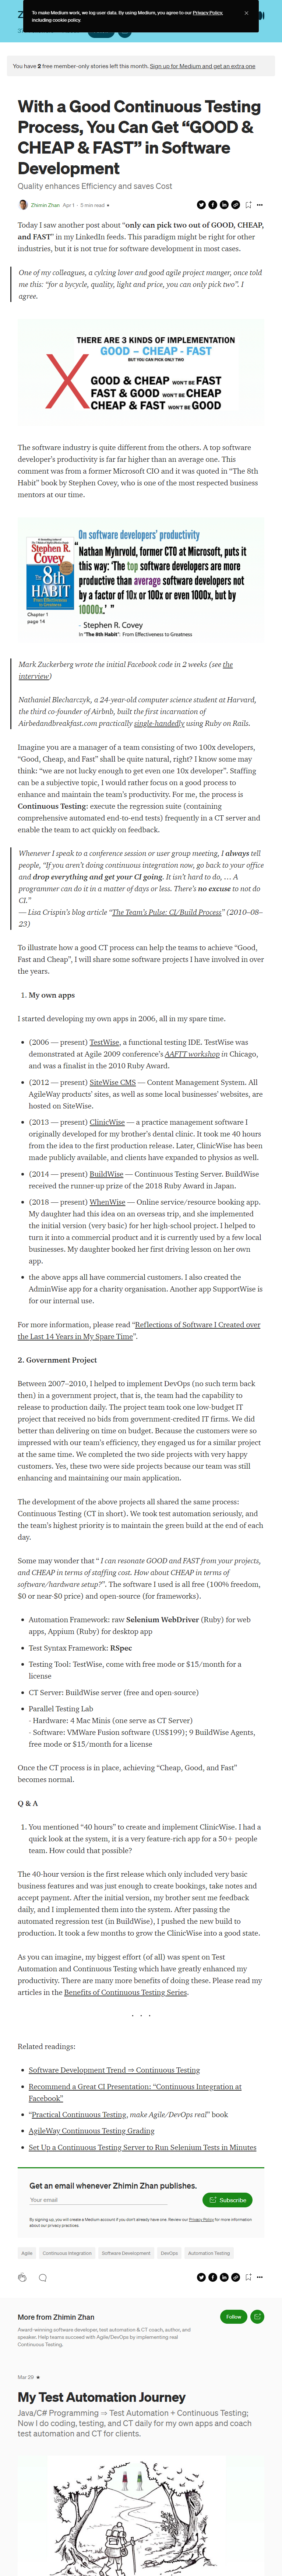 To make Medium work, we log user data. By using Medium, you agree to our Privacy Policy,
including cookie policy.
You have 2 free member-only stories left this month. Sign up for Medium and get an extra one
With a Good Continuous Testing
Process, You Can Get “GOOD &
CHEAP & FAST” in Software
Development
Quality enhances Efficiency and saves Cost
Zhimin Zhan Apr 1 · 5 min read
Today I saw another post about “only can pick two out of GOOD, CHEAP,
and FAST” in my LinkedIn feeds. This paradigm might be right for other
industries, but it is not true for software development in most cases.
One of my colleagues, a cylcing lover and good agile project manger, once told
me this: “for a bycycle, quality, light and price, you can only pick two”. I
agree.
THERE ARE 3 KINDS OF IMPLEMENTATION
GOOD – CHEAP - FAST
BUT YOU CAN PICK ONLY TWO
X
GOOD & CHEAP WON'T BE FAST
FAST & GOOD WON'T BE CHEAP
CHEAP & FAST WON'T BE GOOD
The software industry is quite different from the others. A top software
developer's productivity is far far higher than an average one. This
comment was from a former Microsoft CIO and it was quoted in “The 8th
Habit” book by Stephen Covey, who is one of the most respected business
mentors at our time.
On software developers' productivity
Stephen R.
Covey
The
8th
HABIT
Chapter 1
page 14
“Nathan Myhrvold, former CTO at Microsoft, puts it
this way: 'The top software developers are more
productive than average software developers not
by a factor of 10x or 100x or even 1000x, but by
10000x.' ”
- Stephen R. Covey
In "The 8th Habit": From Effectiveness to Greatness
Mark Zuckerberg wrote the initial Facebook code in 2 weeks (see the
interview)
Nathaniel Blecharczyk, a 24-year-old computer science student at Harvard,
the third co-founder of Airbnb, built the first incarnation of
Airbedandbreakfast.com practically single-handedly using Ruby on Rails.
Imagine you are a manager of a team consisting of two 100x developers,
“Good, Cheap, and Fast” shall be quite natural, right? I know some may
think: “we are not lucky enough to get even one 10x developer”. Staffing
can be a subjective topic, I would rather focus on a good process to
enhance and maintain the team's productivity. For me, the process is
Continuous Testing: execute the regression suite (containing
comprehensive automated end-to-end tests) frequently in a CT server and
enable the team to act quickly on feedback.
Whenever I speak to a conference session or user group meeting, I always tell
people, “If you aren't doing continuous integration now, go back to your office
and drop everything and get your CI going. It isn't hard to do, … A
programmer can do it in a matter of days or less. There's no excuse to not do
CI.”
— Lisa Crispin's blog article “The Team's Pulse: CI/Build Process” (2010–08–
23)
To illustrate how a good CT process can help the teams to achieve “Good,
Fast and Cheap”, I will share some software projects I have involved in over
the years.
1. My own apps
I started developing my own apps in 2006, all in my spare time.
• (2006 — present) TestWise, a functional testing IDE. TestWise was
demonstrated at Agile 2009 conference's AAFTT workshop in Chicago,
and was a finalist in the 2010 Ruby Award.
• (2012 — present) SiteWise CMS — Content Management System. All
AgileWay products' sites, as well as some local businesses' websites, are
hosted on SiteWise.
• (2013 — present) ClinicWise — a practice management software I
originally developed for my brother's dental clinic. It took me 40 hours
from the idea to the first production release. Later, ClinicWise has been
made publicly available, and clients have expanded to physios as well.
• (2014 — present) BuildWise — Continuous Testing Server. BuildWise
received the runner-up prize of the 2018 Ruby Award in Japan.
• (2018 — present) WhenWise — Online service/resource booking app.
My daughter had this idea on an overseas trip, and she implemented
the initial version (very basic) for her high-school project. I helped to
turn it into a commercial product and it is currently used by a few local
businesses. My daughter booked her first driving lesson on her own
app.
• the above apps all have commercial customers. I also created the
AdminWise app for a charity organisation. Another app SupportWise is
for our internal use.
For more information, please read “Reflections of Software I Created over
the Last 14 Years in My Spare Time”.
2. Government Project
Between 2007–2010, I helped to implement DevOps (no such term back
then) in a government project, that is, the team had the capability to
release to production daily. The project team took one low-budget IT
project that received no bids from government-credited IT firms. We did
better than delivering on time on budget. Because the customers were so
impressed with our team's efficiency, they engaged us for a similar project
at the same time. We completed the two side projects with very happy
customers. Yes, these two were side projects because our team was still
enhancing and maintaining our main application.
The development of the above projects all shared the same process:
Continuous Testing (CT in short). We took test automation seriously, and
the team's highest priority is to maintain the green build at the end of each
day.
Some may wonder that “ I can resonate GOOD and FAST from your projects,
and CHEAP in terms of staffing cost. How about CHEAP in terms of
software/hardware setup?”. The software I used is all free (100% freedom,
$0 or near-$0 price) and open-source (for frameworks).
• Automation Framework: raw Selenium WebDriver (Ruby) for web
apps, Appium (Ruby) for desktop app
• Test Syntax Framework: RSpec
• Testing Tool: TestWise, come with free mode or $15/month for a
license
• CT Server: BuildWise server (free and open-source)
• Parallel Testing Lab
- Hardware: 4 Mac Minis (one serve as CT Server)
- Software: VMWare Fusion software (US$199); 9 BuildWise Agents,
free mode or $15/month for a license
Once the CT process is in place, achieving “Cheap, Good, and Fast”
becomes normal.
Q & A
1. You mentioned “40 hours” to create and implement ClinicWise. I had a
quick look at the system, it is a very feature-rich app for a 50+ people
team. How could that possible?
The 40-hour version is the first release which only included very basic
business features and was just enough to create bookings, take notes and
accept payment. After the initial version, my brother sent me feedback
daily, and I implemented them into the system. After passing the
automated regression test (in BuildWise), I pushed the new build to
production. It took a few months to grow the ClinicWise into a good state.
As you can imagine, my biggest effort (of all) was spent on Test
Automation and Continuous Testing which have greatly enhanced my
productivity. There are many more benefits of doing these. Please read my
articles in the Benefits of Continuous Testing Series.
· · ·
Related readings:
• Software Development Trend ⇒ Continuous Testing
• Recommend a Great CI Presentation: “Continuous Integration at
Facebook”
• “Practical Continuous Testing, make Agile/DevOps real” book
• AgileWay Continuous Testing Grading
• Set Up a Continuous Testing Server to Run Selenium Tests in Minutes
Get an email whenever Zhimin Zhan publishes.
Your email
Subscribe
By signing up, you will create a Medium account if you don't already have one. Review our Privacy Policy for more information
about our privacy practices.
Agile Continuous Integration Software Development DevOps Automation Testing
More from Zhimin Zhan
Follow
Award-winning software developer, test automation & CT coach, author, and
speaker. Help teams succeed with Agile/DevOps by implementing real
Continuous Testing.
Mar 29
My Test Automation Journey
Java/C# Programming ⇒ Test Automation + Continuous Testing;
Now I do coding, testing, and CT daily for my own apps and coach
test automation and CT for clients.